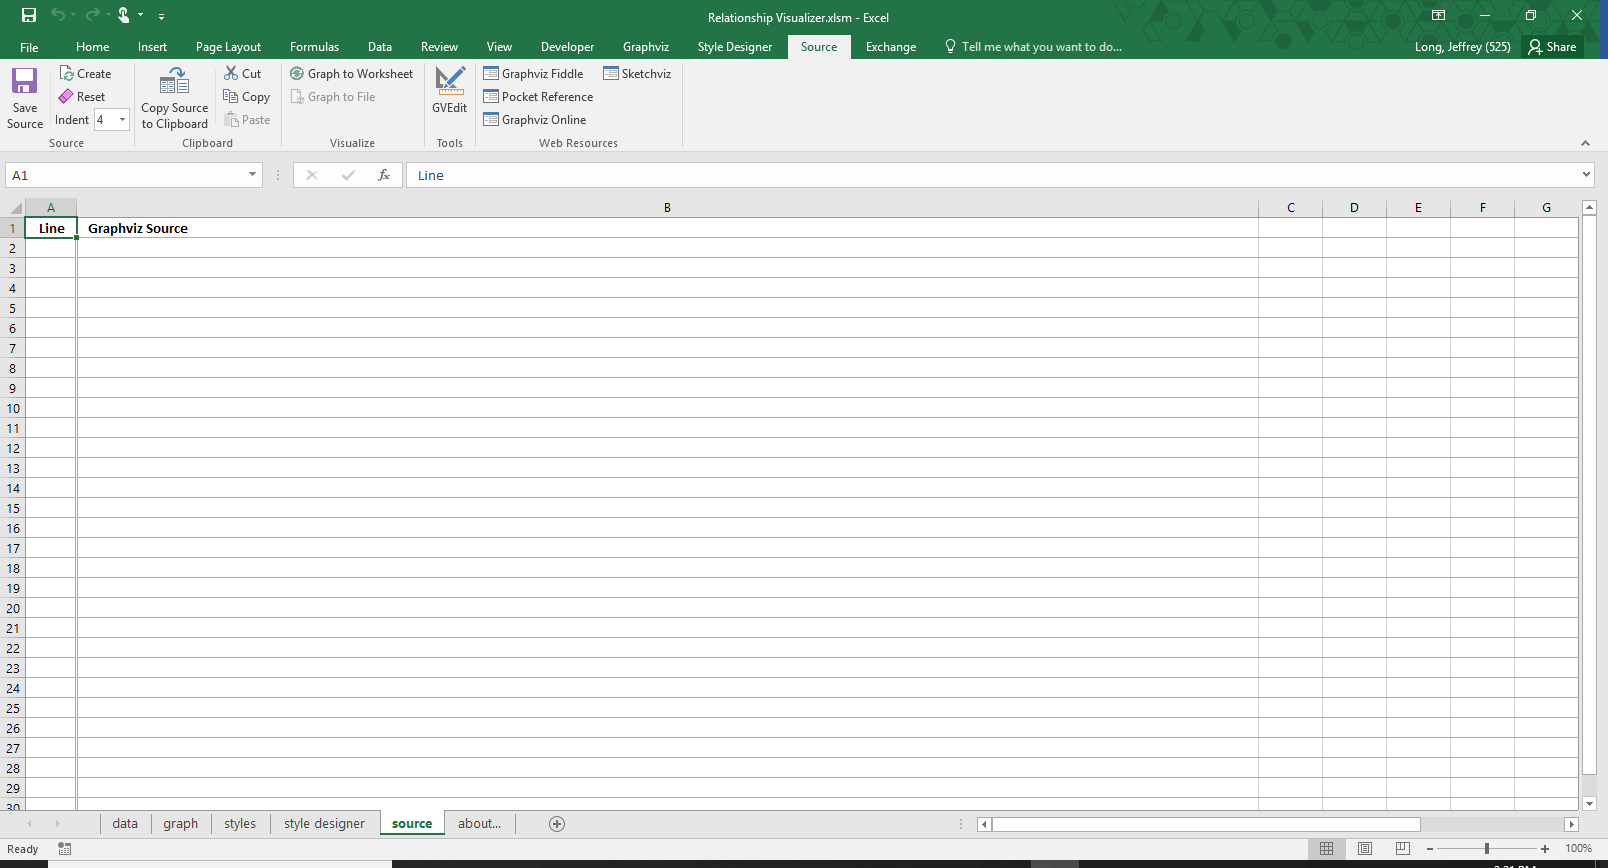 Relationship Visualizer.xlsm - Excel
File Home Insert Page Layout Formulas Data Review View Developer Graphviz Style Designer Source Exchange Tell me what you want to do... Long, Jeffrey (525) Share
Save Source
Create
Reset
Indent 4
Source
Copy Source to Clipboard
Cut
Copy
Paste
Clipboard
Graph to Worksheet
Graph to File
Visualize
GVEdit
Tools
Graphviz Fiddle Sketchviz
Pocket Reference
Graphviz Online
Web Resources
A1 fx Line
A B C D E F G
1 Line Graphviz Source
2
3
4
5
6
7
8
9
10
11
12
13
14
15
16
17
18
19
20
21
22
23
24
25
26
27
28
29
30
data graph styles style designer source about...
Ready 100%